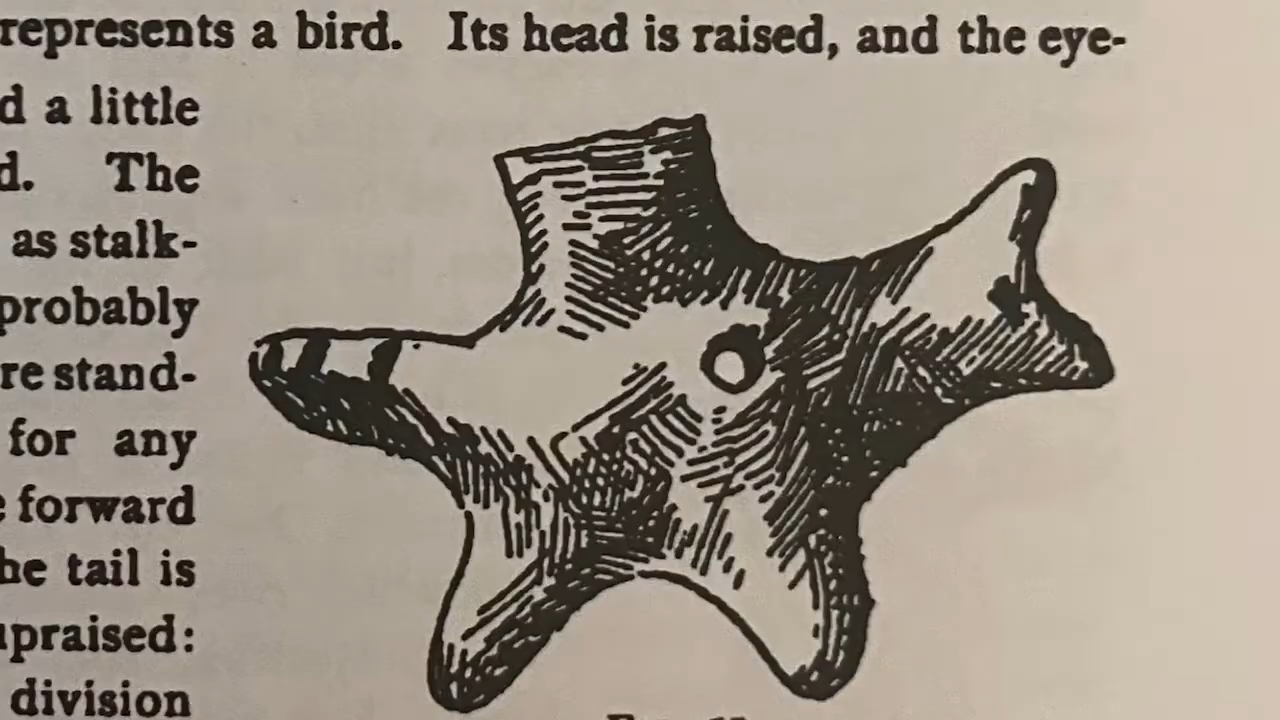 represents a bird. Its head is raised, and the eye-
d a little
d. The
as stalk-
probably
re stand-
for any
forward
he tail is
upraised:
division